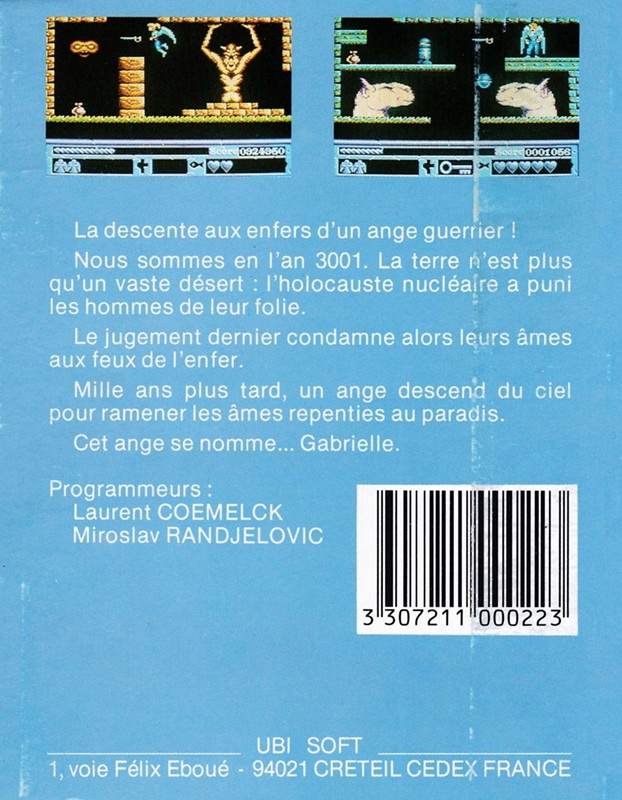 Score 0924950
Score 0001056
La descente aux enfers d'un ange guerrier !
Nous sommes en l'an 3001. La terre n'est plus
qu'un vaste désert : l'holocauste nucléaire a puni
les hommes de leur folie.
Le jugement dernier condamne alors leurs âmes
aux feux de l'enfer.
Mille ans plus tard, un ange descend du ciel
pour ramener les âmes repenties au paradis.
Cet ange se nomme... Gabrielle.
Programmeurs :
Laurent COEMELCK
Miroslav RANDJELOVIC
3 307211 000223
UBI SOFT
1, voie Félix Eboué - 94021 CRETEIL CEDEX FRANCE